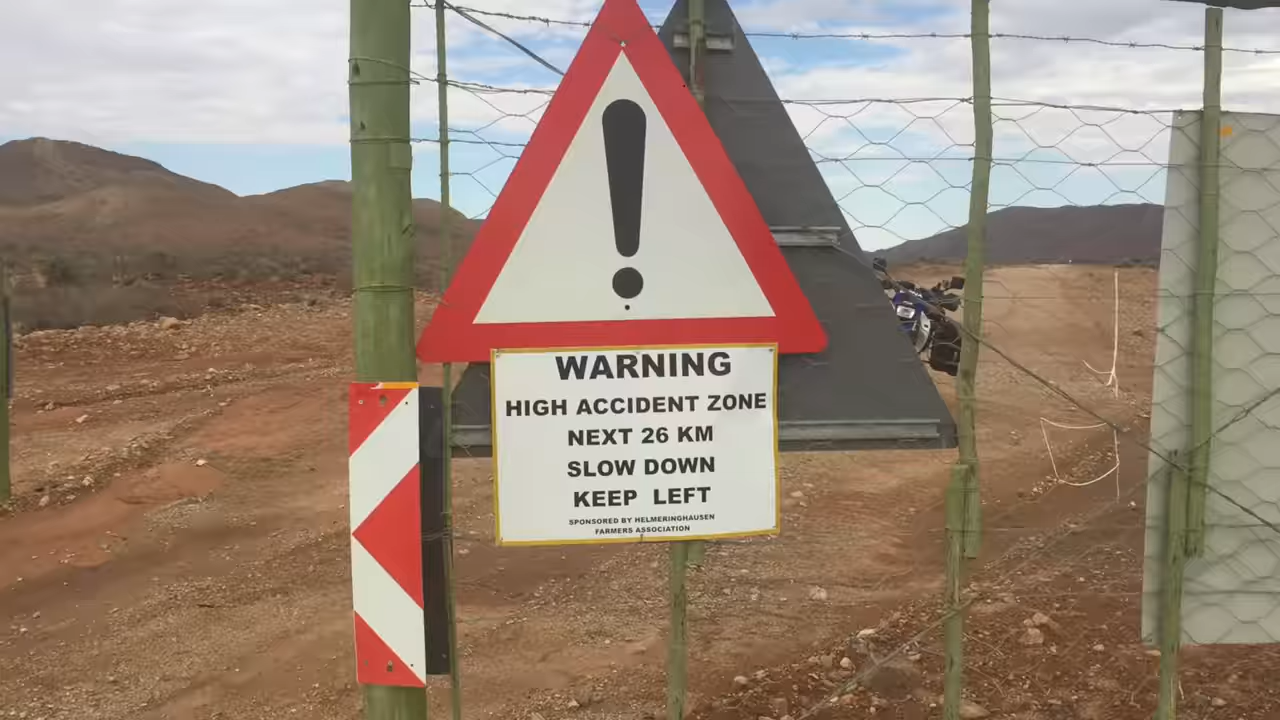 WARNING
HIGH ACCIDENT ZONE
NEXT 26 KM
SLOW DOWN
KEEP LEFT
SPONSORED BY HELMERINGHAUSEN
FARMERS ASSOCIATION